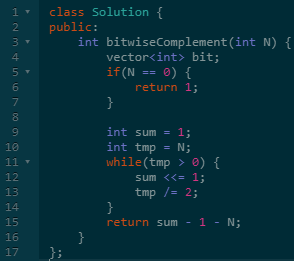 1 class Solution {
2 public:
3 int bitwiseComplement(int N) {
4 vector<int> bit;
5 if(N == 0) {
6 return 1;
7 }
8
9 int sum = 1;
10 int tmp = N;
11 while(tmp > 0) {
12 sum <<= 1;
13 tmp /= 2;
14 }
15 return sum - 1 - N;
16 }
17 };